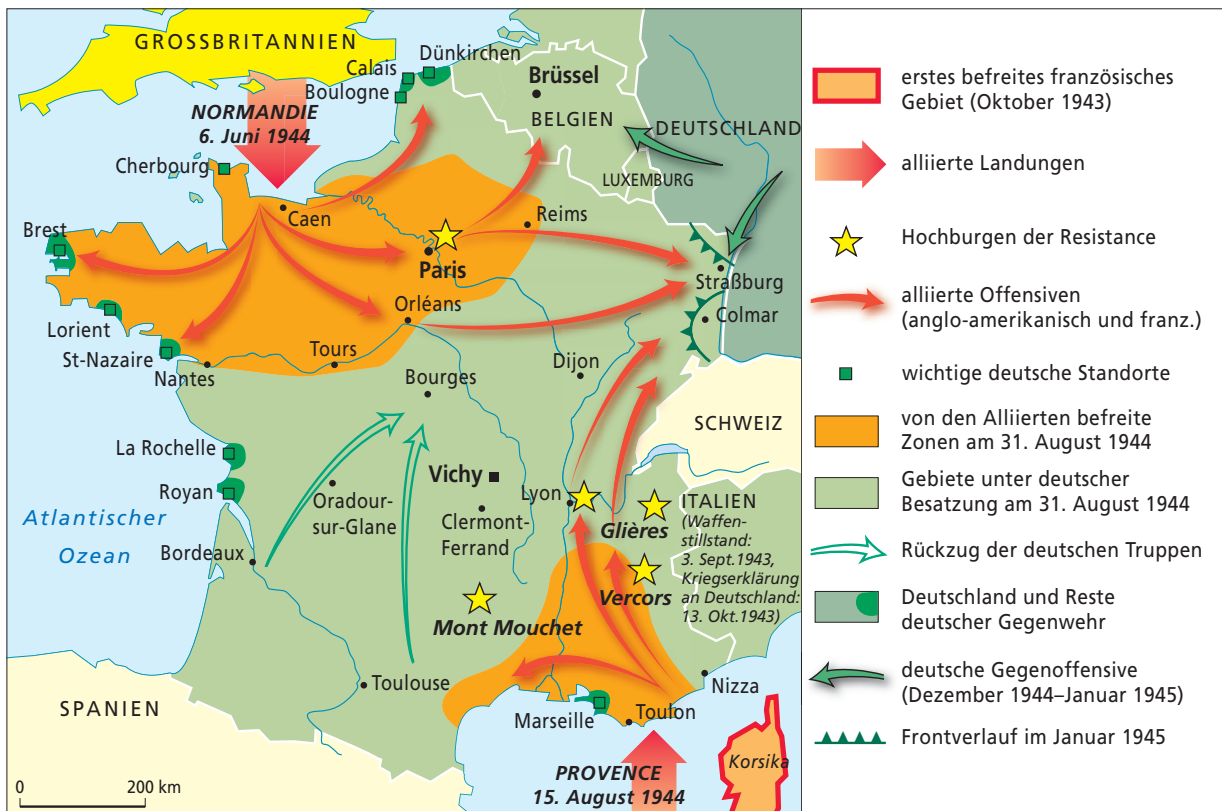 GROSSBRITANNIEN
Dünkirchen
Calais
Boulogne
Brüssel
NORMANDIE
6. Juni 1944
BELGIEN
DEUTSCHLAND
Cherbourg
LUXEMBURG
Caen
Reims
Brest
Paris
Straßburg
Orléans
Colmar
Lorient
St-Nazaire
Tours
Dijon
Nantes
Bourges
SCHWEIZ
La Rochelle
Vichy
Royan
Lyon
ITALIEN
(Waffen-
stillstand:
3. Sept.1943,
Kriegserklärung
an Deutschland:
13. Okt.1943)
Oradour-
sur-Glane
Clermont-
Ferrand
Glières
Atlantischer
Ozean
Bordeaux
Vercors
Mont Mouchet
Toulouse
Nizza
SPANIEN
Marseille
Toulon
Korsika
PROVENCE
15. August 1944
0 200 km
erstes befreites französisches
Gebiet (Oktober 1943)
alliierte Landungen
Hochburgen der Resistance
alliierte Offensiven
(anglo-amerikanisch und franz.)
wichtige deutsche Standorte
von den Alliierten befreite
Zonen am 31. August 1944
Gebiete unter deutscher
Besatzung am 31. August 1944
Rückzug der deutschen Truppen
Deutschland und Reste
deutscher Gegenwehr
deutsche Gegenoffensive
(Dezember 1944–Januar 1945)
Frontverlauf im Januar 1945